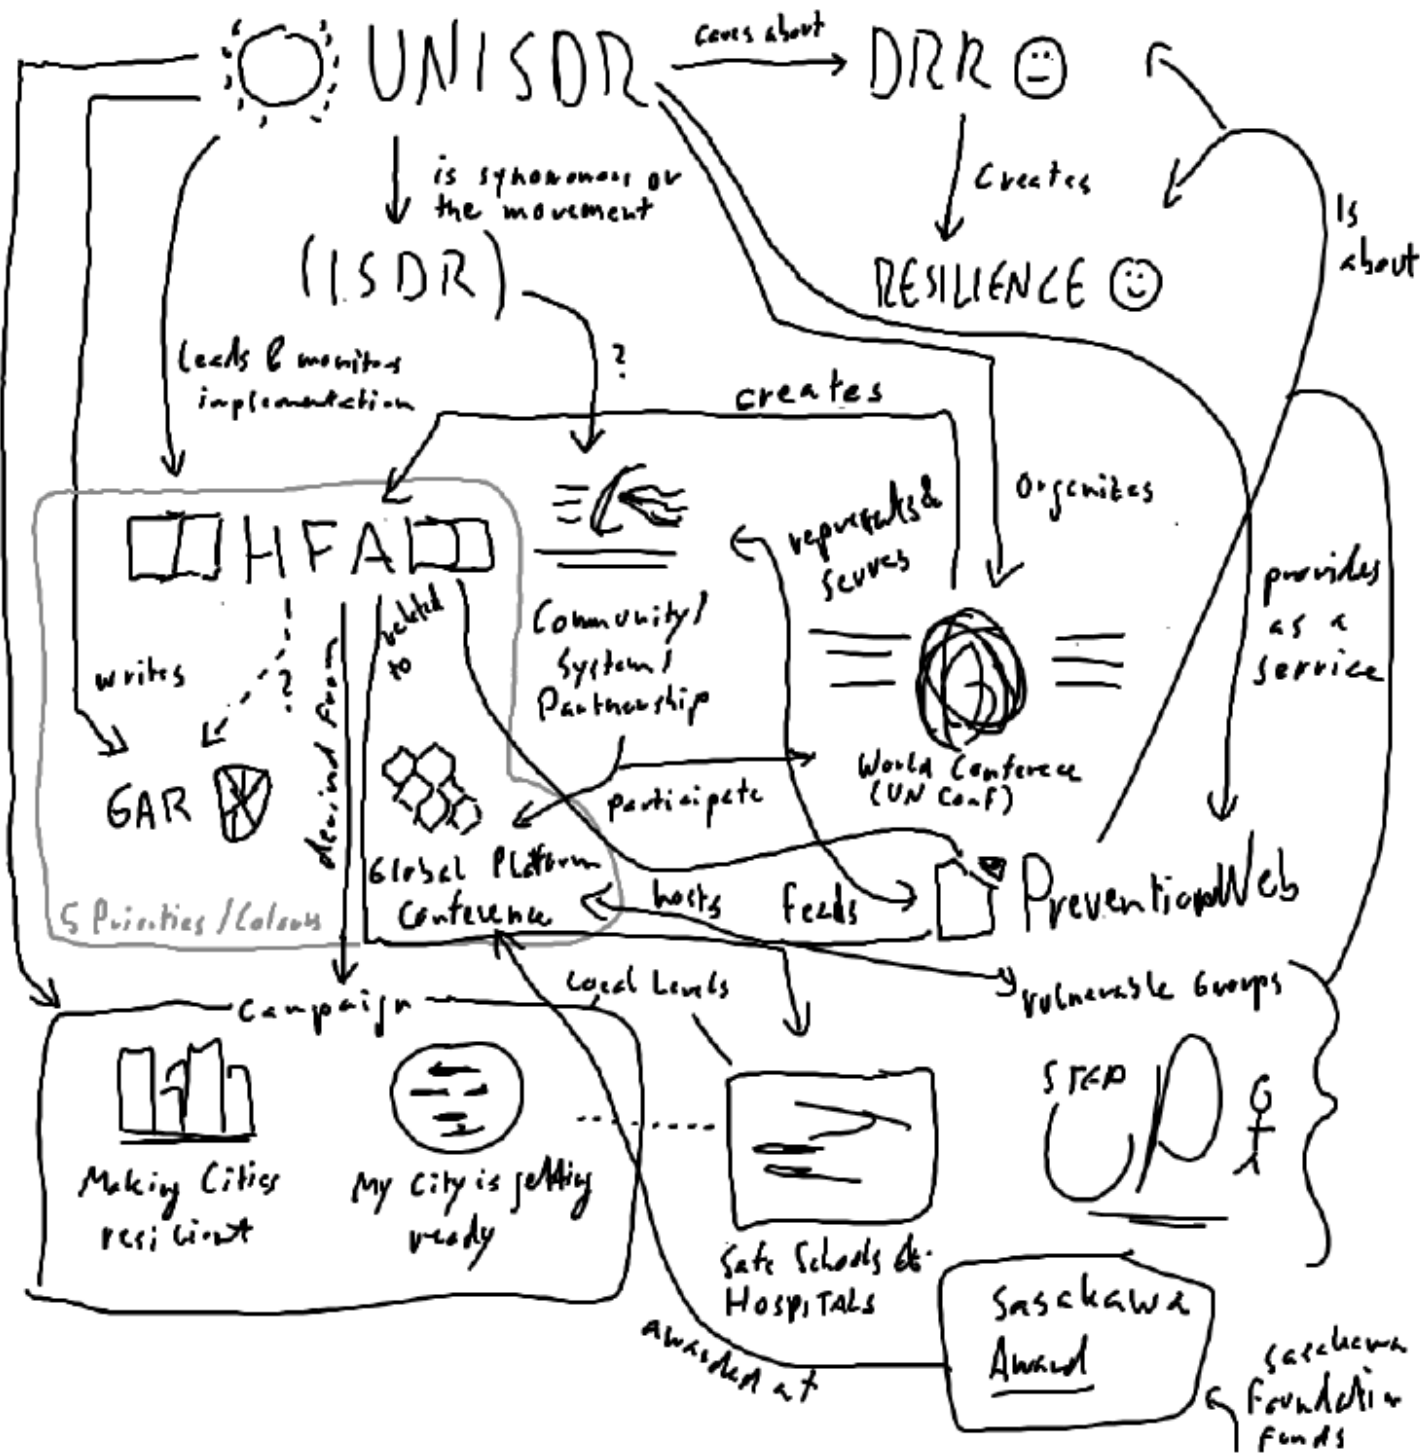 UNISDR
cares about
DRR
is synonomous or
the movement
Creates
Is
about
(ISDR)
RESILIENCE
?
Leads & monitors
implementation
creates
Organizes
represents &
serves
HFA
provides
as a
service
related
to
Community/
System/
Partnership
writes
?
derived from
World Conference
(UN Conf)
participate
GAR
Global Platform
Conference
hosts
feeds
PreventionWeb
5 Priorities/Colours
Local Levels
Vulnerable Groups
Campaign
STEP
UP
Making Cities
resilient
My City is getting
ready
Safe Schools &
HOSPITALS
Sasakawa
Award
awarded at
Sasakawa
Foundation
Funds